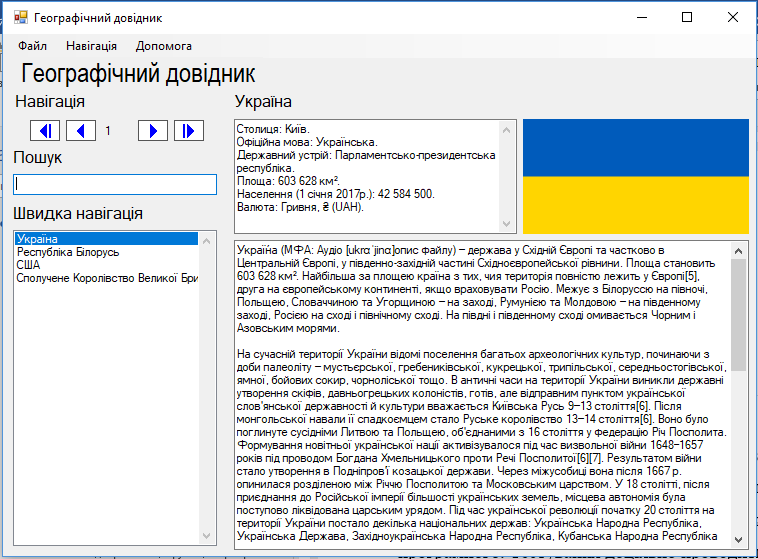 Географічний довідник
Файл Навігація Допомога
Географічний довідник
Навігація
1
Пошук
Швидка навігація
Україна
Республіка Білорусь
США
Сполучене Королівство Великої Бри
Україна
Столиця: Київ.
Офіційна мова: Українська.
Державний устрій: Парламентсько-президентська
республіка.
Площа: 603 628 км².
Населення (1 січня 2017р.): 42 584 500.
Валюта: Гривня, ₴ (UAH).
Україна (МФА: Аудіо [ukrɑˈjinɑ]опис файлу) – держава у Східній Європі та частково в
Центральній Європі, у південно-західній частині Східноєвропейської рівнини. Площа становить
603 628 км². Найбільша за площею країна з тих, чия територія повністю лежить у Європі[5],
друга на європейському континенті, якщо враховувати Росію. Межує з Білоруссю на півночі,
Польщею, Словаччиною та Угорщиною – на заході, Румунією та Молдовою – на південному
заході, Росією на сході і північному сході. На півдні і південному сході омивається Чорним і
Азовським морями.
На сучасній території України відомі поселення багатьох археологічних культур, починаючи з
доби палеоліту – мустьєрської, гребениківської, кукрецької, трипільської, середньостогівської,
ямної, бойових сокир, чорноліської тощо. В античні часи на території України виникли державні
утворення скіфів, давньогрецьких колоністів, готів, але відправним пунктом української
слов'янської державності й культури вважається Київська Русь 9–13 століття[6]. Після
монгольської навали її спадкоємцем стало Руське королівство 13–14 століття[6]. Воно було
поглинуте сусідніми Литвою та Польщею, об'єднаними з 16 століття у федерацію Річ Посполита.
Формування новітньої української нації активізувалося під час визвольної війни 1648–1657
років під проводом Богдана Хмельницького проти Речі Посполитої[6][7]. Результатом війни
стало утворення в Подніпров'ї козацької держави. Через міжусобиці вона після 1667 р.
опинилася розділеною між Річчю Посполитою та Московським царством. У 18 столітті, після
приєднання до Російської імперії більшості українських земель, місцева автономія була
поступово ліквідована царським урядом. Під час української революції початку 20 століття на
території України постало декілька національних держав: Українська Народна Республіка,
Українська Держава, Західноукраїнська Народна Республіка, Кубанська Народна Республіка